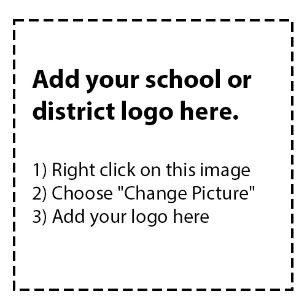 Add your school or
district logo here.
1) Right click on this image
2) Choose "Change Picture"
3) Add your logo here